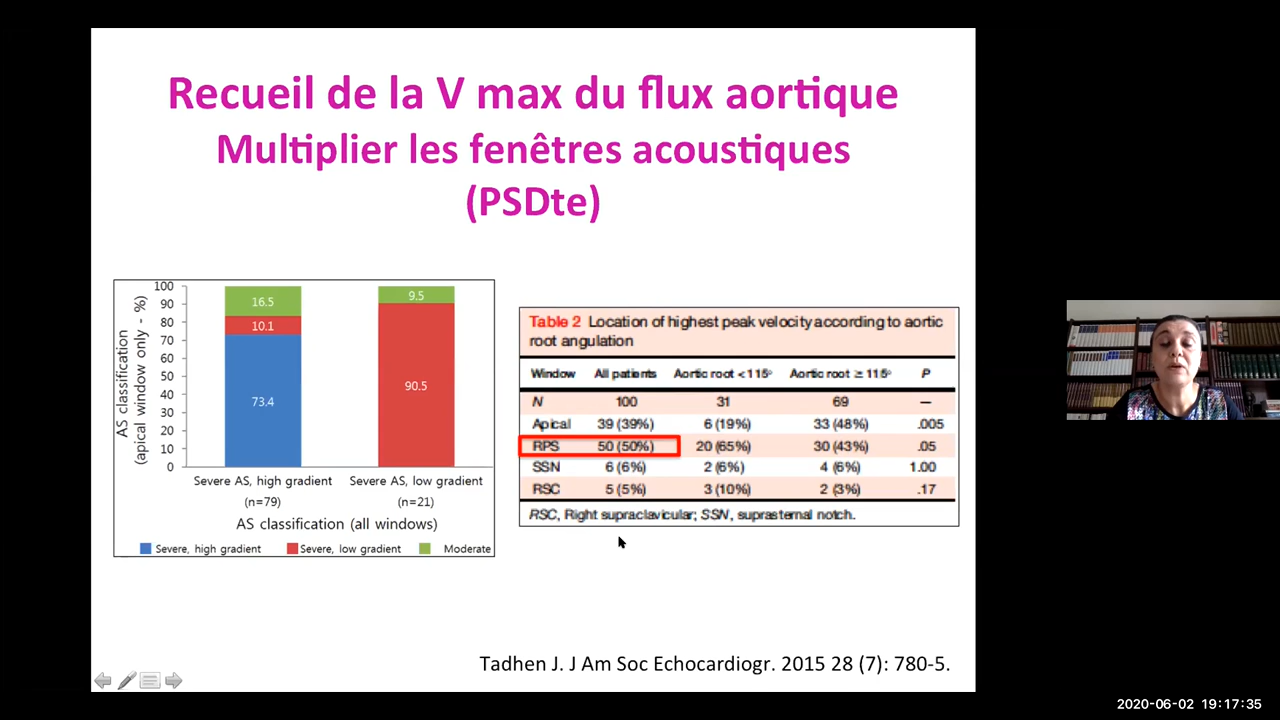 Recueil de la V max du flux aortique
Multiplier les fenêtres acoustiques
(PSDte)
AS classification
(apical window only - %)
100
90
80
70
60
50
40
30
20
10
0
16.5
10.1
73.4
9.5
90.5
Severe AS, high gradient
(n=79)
Severe AS, low gradient
(n=21)
AS classification (all windows)
Severe, high gradient Severe, low gradient Moderate
Table 2 Location of highest peak velocity according to aortic
root angulation
Window All patients Aortic root < 115° Aortic root ≥ 115° P
N 100 31 69 —
Apical 39 (39%) 6 (19%) 33 (48%) .005
RPS 50 (50%) 20 (65%) 30 (43%) .05
SSN 6 (6%) 2 (6%) 4 (6%) 1.00
RSC 5 (5%) 3 (10%) 2 (3%) .17
RSC, Right supraclavicular; SSN, suprasternal notch.
Tadhen J. J Am Soc Echocardiogr. 2015 28 (7): 780-5.
2020-06-02 19:17:35